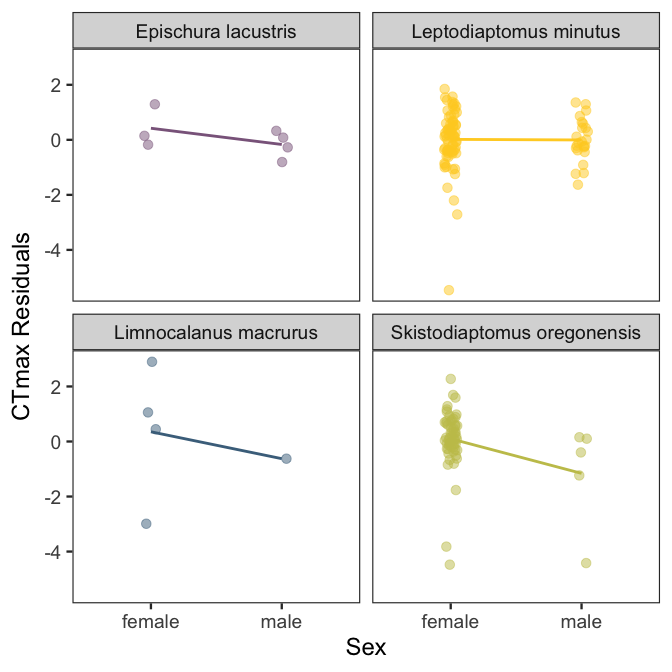 Epischura lacustris
Leptodiaptomus minutus
2
0
-2
-4
Limnocalanus macrurus
Skistodiaptomus oregonensis
2
0
-2
-4
CTmax Residuals
female
male
female
male
Sex